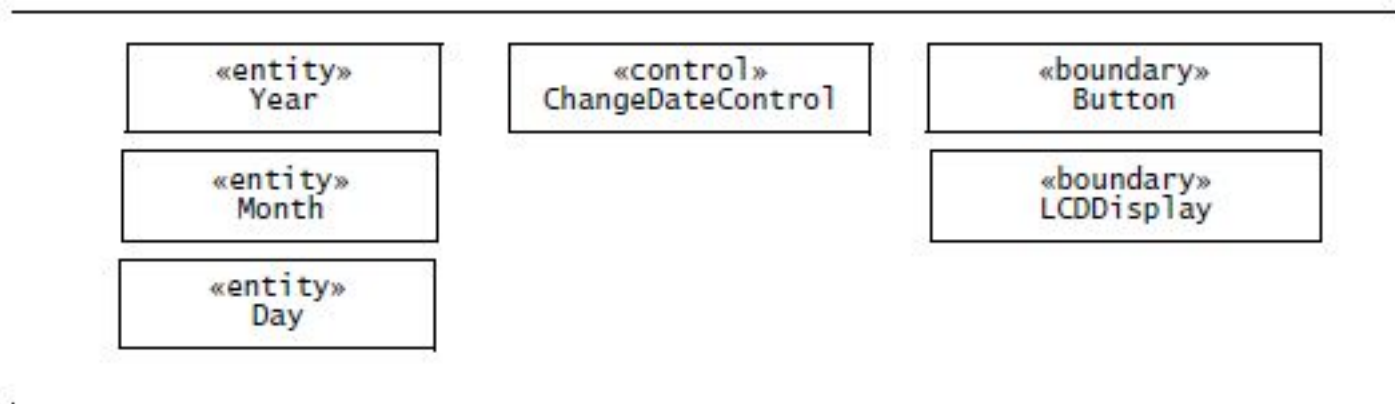 «entity»
Year
«control»
ChangeDateControl
«boundary»
Button
«entity»
Month
«boundary»
LCDDisplay
«entity»
Day